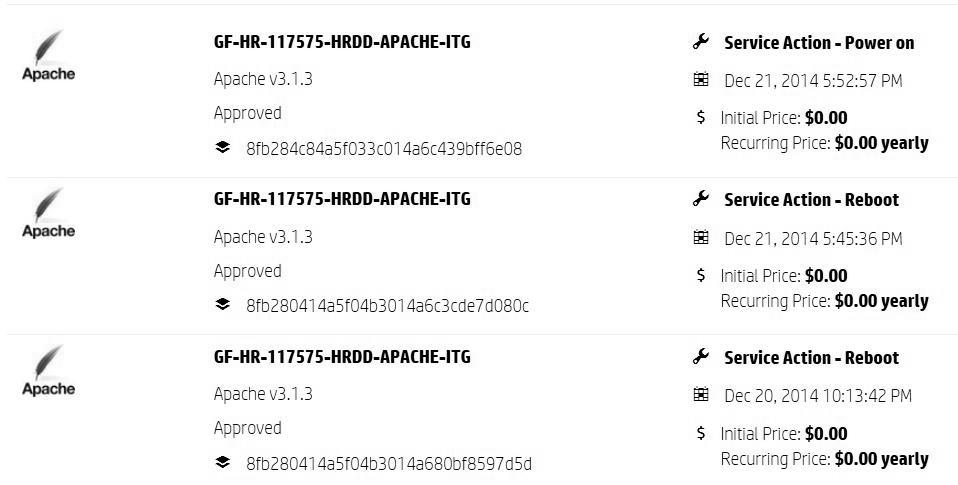 Apache
GF-HR-117575-HRDD-APACHE-ITG
Apache v3.1.3
Approved
8fb284c84a5f033c014a6c439bff6e08
Service Action - Power on
Dec 21, 2014 5:52:57 PM
$ Initial Price: $0.00
Recurring Price: $0.00 yearly
Apache
GF-HR-117575-HRDD-APACHE-ITG
Apache v3.1.3
Approved
8fb280414a5f04b3014a6c3cde7d080c
Service Action - Reboot
Dec 21, 2014 5:45:36 PM
$ Initial Price: $0.00
Recurring Price: $0.00 yearly
Apache
GF-HR-117575-HRDD-APACHE-ITG
Apache v3.1.3
Approved
8fb280414a5f04b3014a680bf8597d5d
Service Action - Reboot
Dec 20, 2014 10:13:42 PM
$ Initial Price: $0.00
Recurring Price: $0.00 yearly